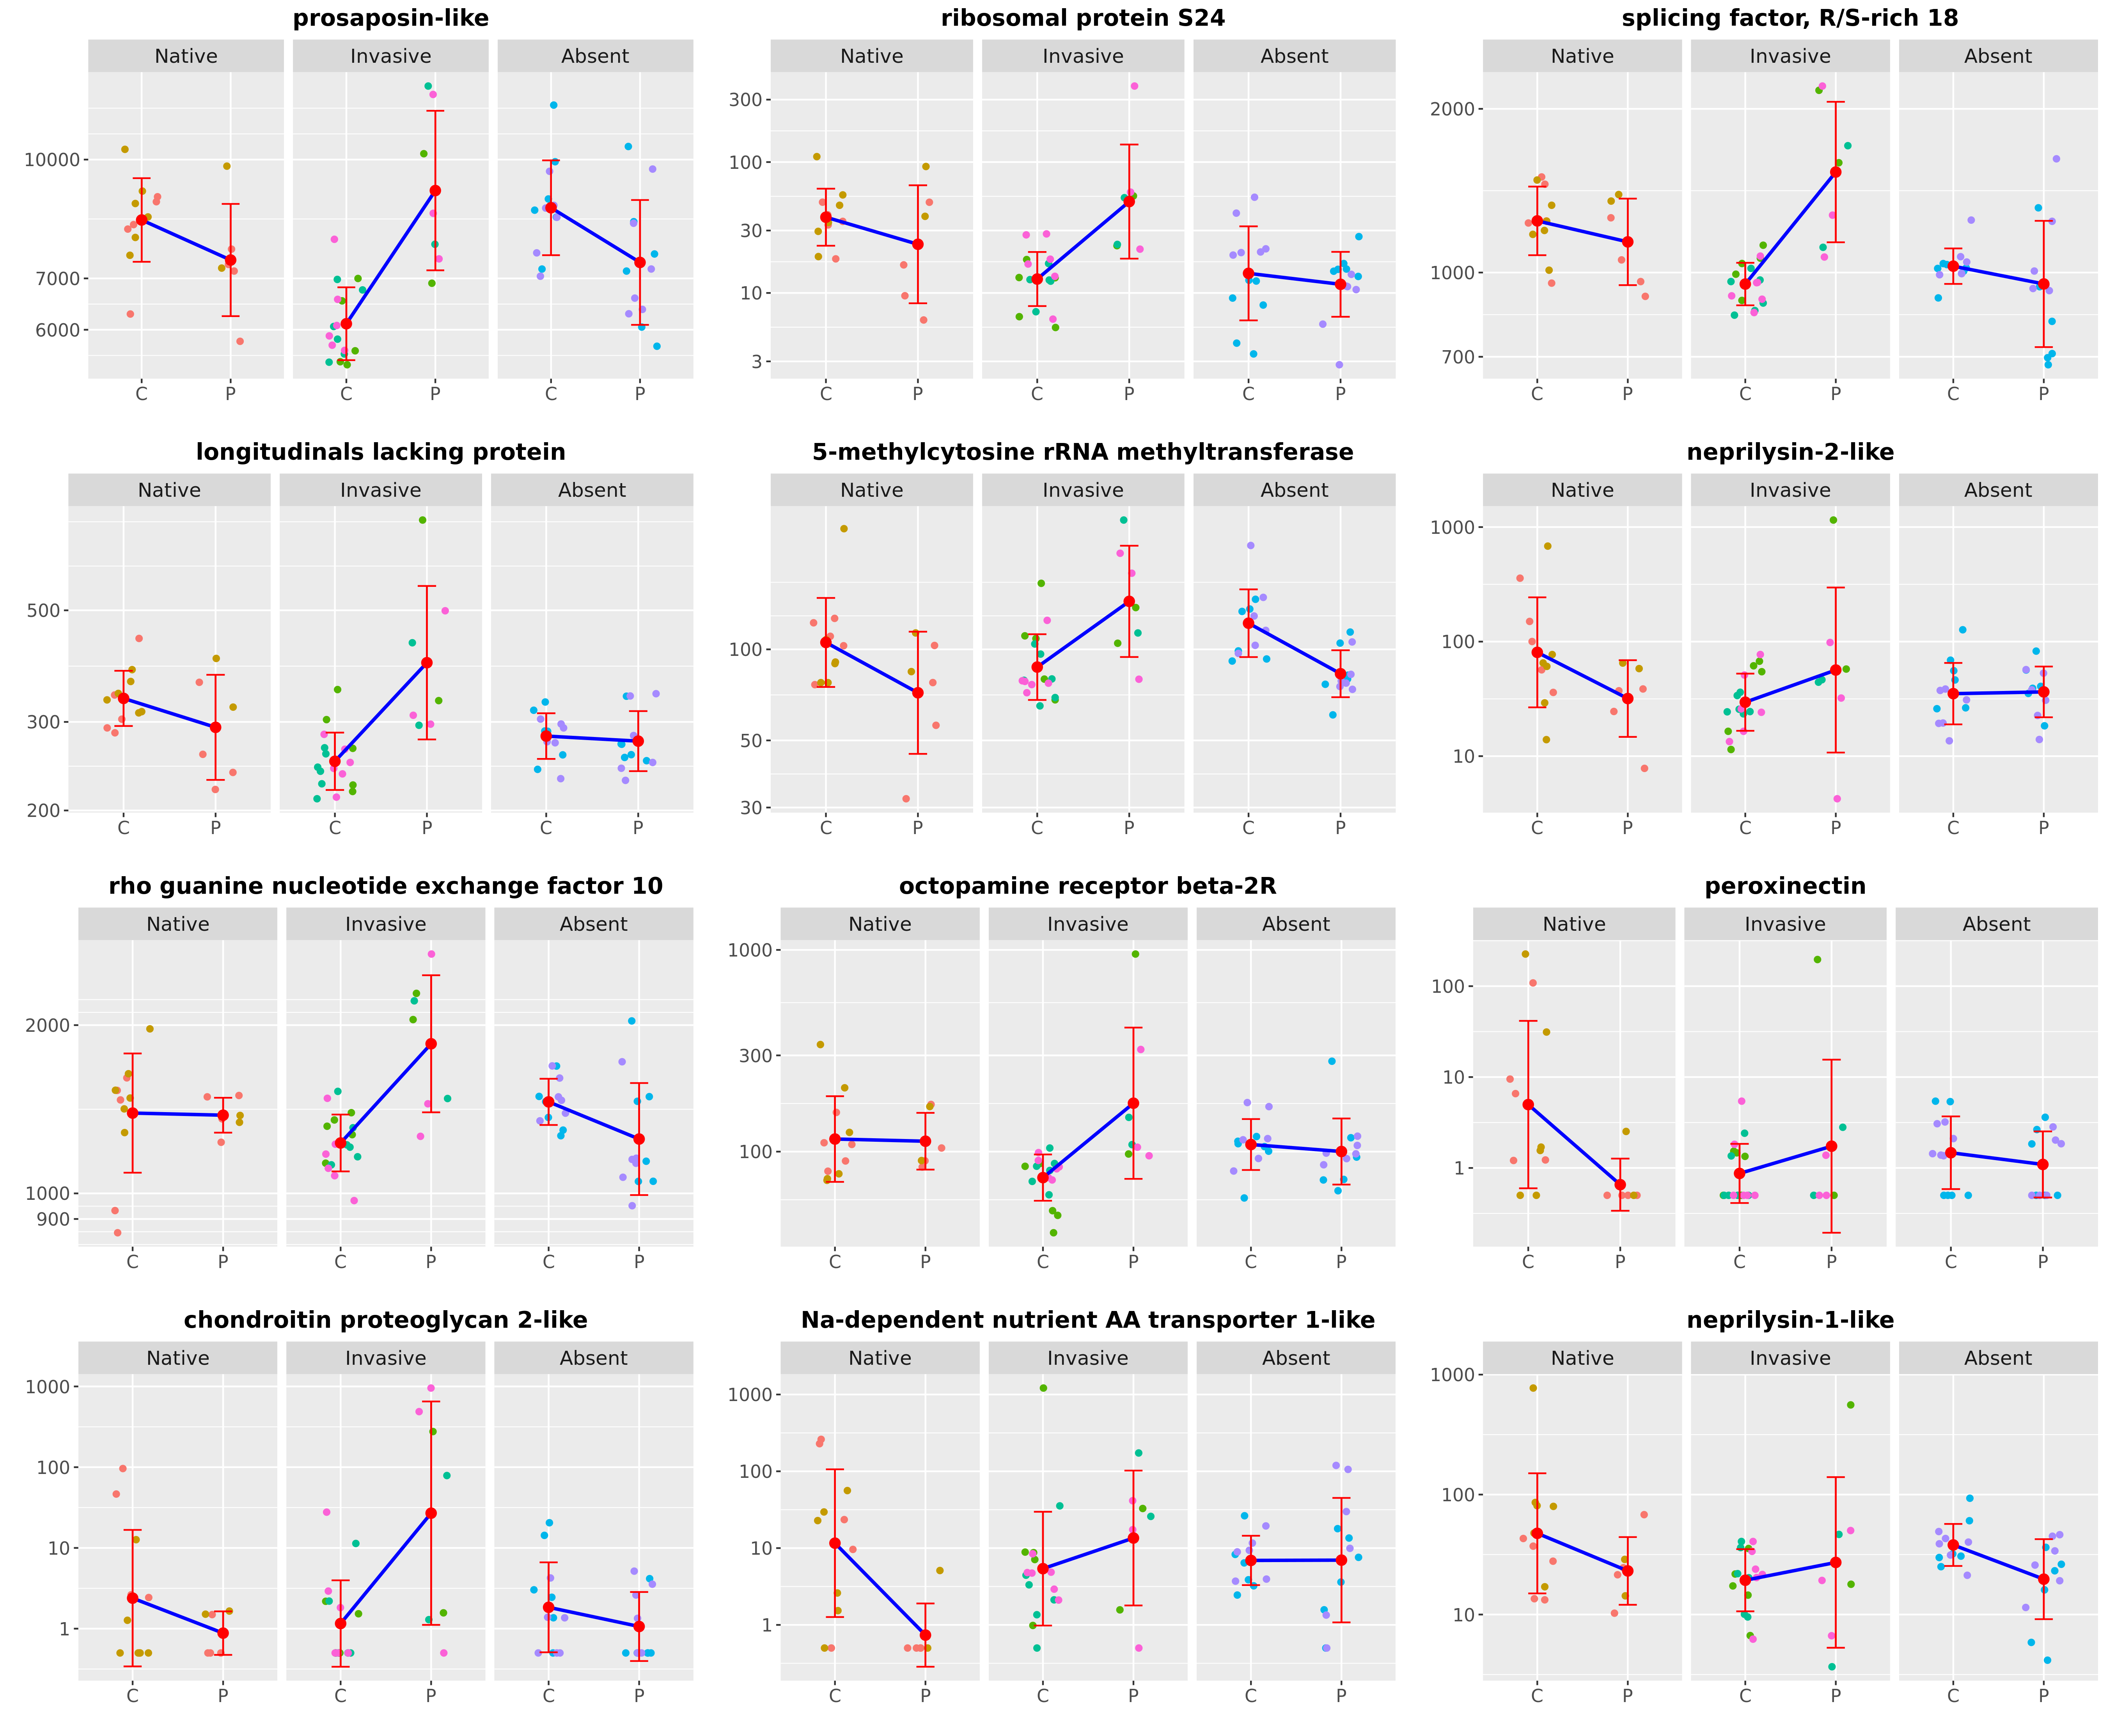 prosaposin-like
ribosomal protein S24
splicing factor, R/S-rich 18
Native Invasive Absent
Native Invasive Absent
Native Invasive Absent
10000
7000
6000
300
100
30
10
3
2000
1000
700
C P C P C P
C P C P C P
C P C P C P
longitudinals lacking protein
5-methylcytosine rRNA methyltransferase
neprilysin-2-like
Native Invasive Absent
Native Invasive Absent
Native Invasive Absent
500
300
200
100
50
30
1000
100
10
C P C P C P
C P C P C P
C P C P C P
rho guanine nucleotide exchange factor 10
octopamine receptor beta-2R
peroxinectin
Native Invasive Absent
Native Invasive Absent
Native Invasive Absent
2000
1000
900
1000
300
100
100
10
1
C P C P C P
C P C P C P
C P C P C P
chondroitin proteoglycan 2-like
Na-dependent nutrient AA transporter 1-like
neprilysin-1-like
Native Invasive Absent
Native Invasive Absent
Native Invasive Absent
1000
100
10
1
1000
100
10
1
1000
100
10
C P C P C P
C P C P C P
C P C P C P